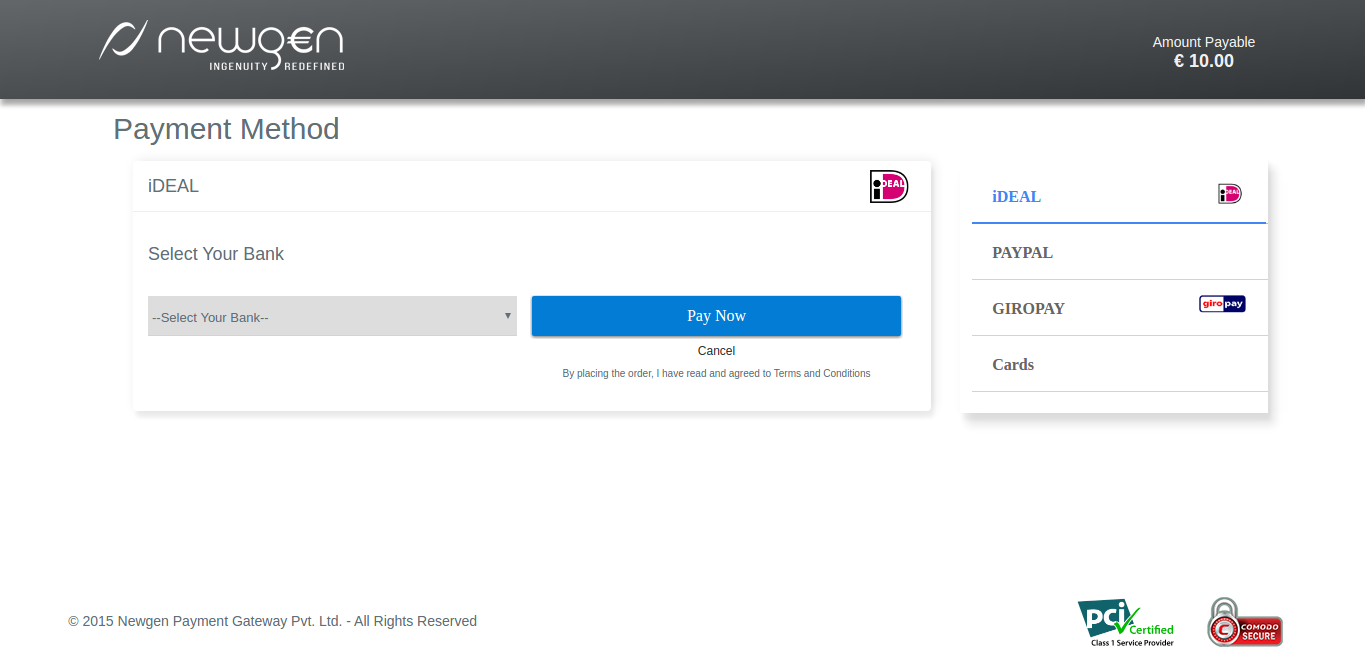 newg€n
INGENUITY REDEFINED
Amount Payable
€ 10.00
Payment Method
iDEAL
iDEAL
Select Your Bank
--Select Your Bank--
Pay Now
Cancel
By placing the order, I have read and agreed to Terms and Conditions
iDEAL
iDEAL
PAYPAL
GIROPAY
giropay
Cards
© 2015 Newgen Payment Gateway Pvt. Ltd. - All Rights Reserved
PCi
Certified
Class 1 Service Provider
C COMODO
SECURE